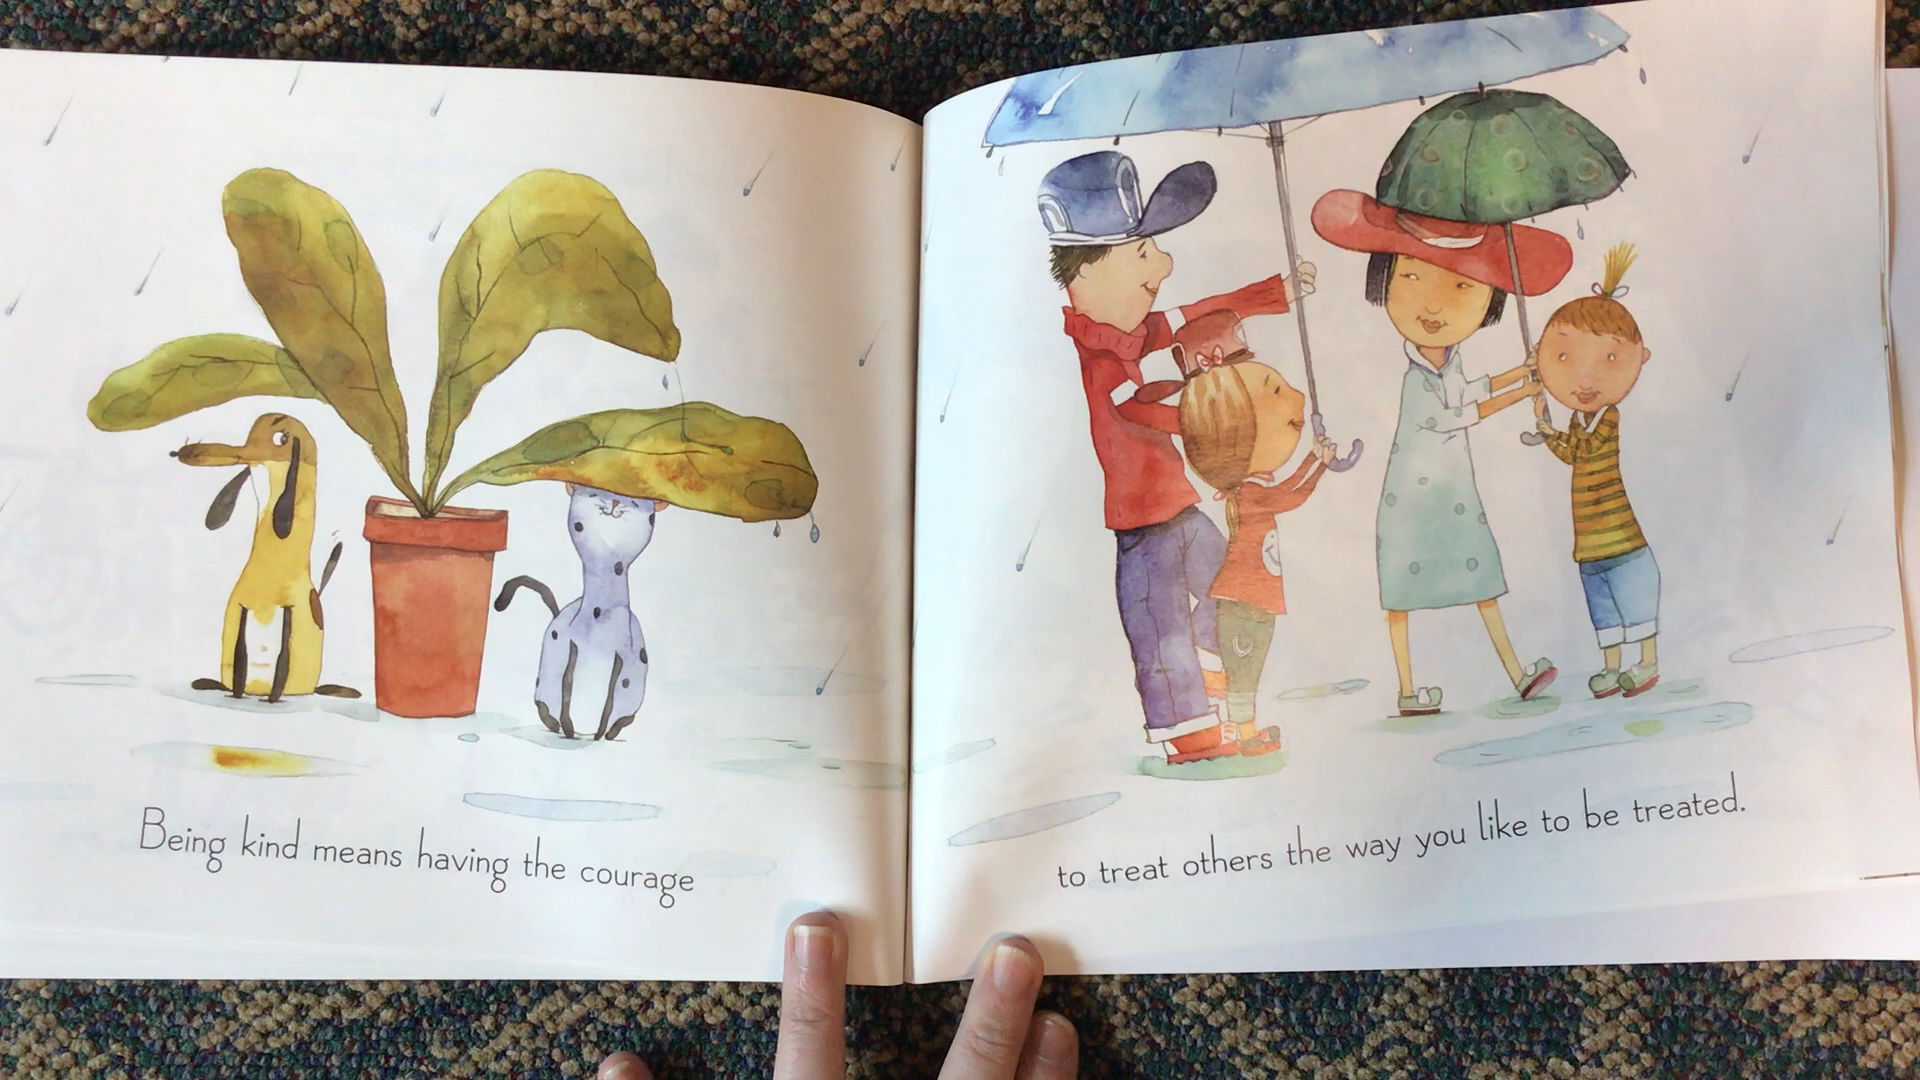 Being kind means having the courage
to treat others the way you like to be treated.